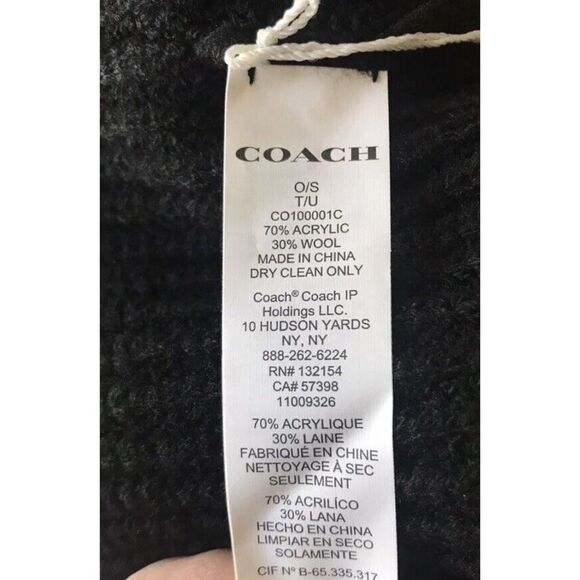 COACH
O/S
T/U
CO100001C
70% ACRYLIC
30% WOOL
MADE IN CHINA
DRY CLEAN ONLY
Coach® Coach IP
Holdings LLC.
10 HUDSON YARDS
NY, NY
888-262-6224
RN# 132154
CA# 57398
11009326
70% ACRYLIQUE
30% LAINE
FABRIQUÉ EN CHINE
NETTOYAGE À SEC
SEULEMENT
70% ACRILÍCO
30% LANA
HECHO EN CHINA
LIMPIAR EN SECO
SOLAMENTE
CIF Nº B-65.335.317